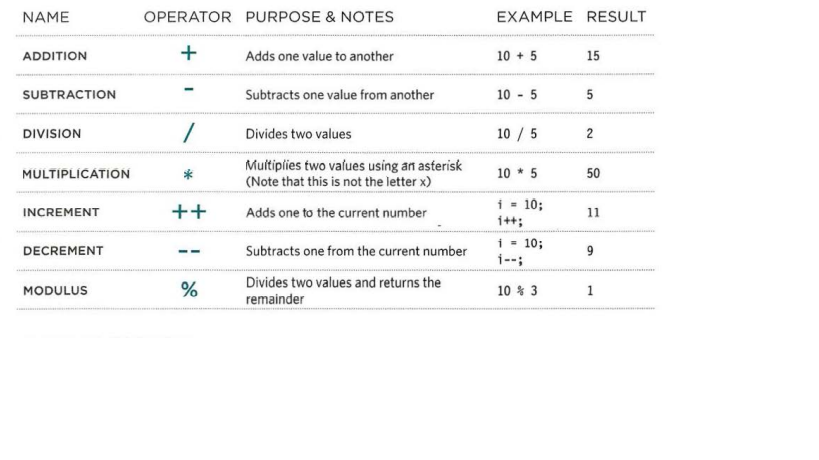 NAME OPERATOR PURPOSE & NOTES EXAMPLE RESULT
ADDITION + Adds one value to another 10 + 5 15
SUBTRACTION - Subtracts one value from another 10 - 5 5
DIVISION / Divides two values 10 / 5 2
MULTIPLICATION * Multiplies two values using an asterisk 10 * 5 50
(Note that this is not the letter x)
INCREMENT ++ Adds one to the current number i = 10; 11
i++;
DECREMENT -- Subtracts one from the current number i = 10; 9
i--;
MODULUS % Divides two values and returns the 10 % 3 1
remainder